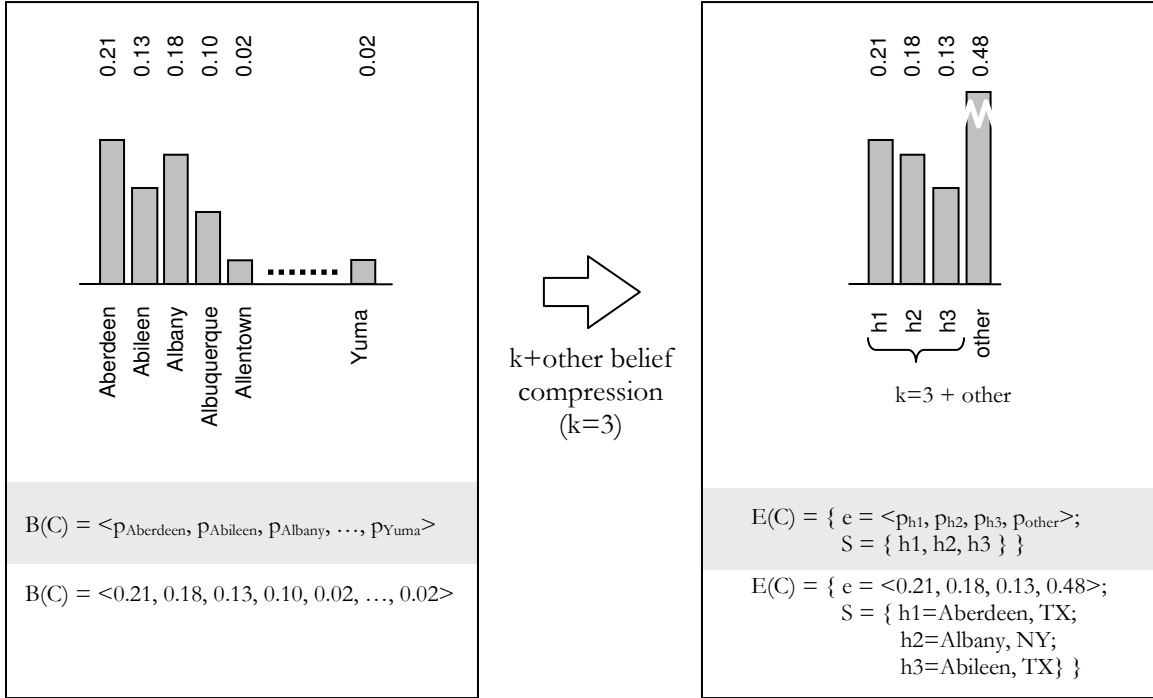 0.21 0.13 0.18 0.10 0.02 0.02
Aberdeen Abileen Albany Albuquerque Allentown Yuma
B(C) = <pAberdeen, pAbileen, pAlbany, …, pYuma>
B(C) = <0.21, 0.18, 0.13, 0.10, 0.02, …, 0.02>
k+other belief
compression
(k=3)
0.21 0.18 0.13 0.48
h1 h2 h3 other
k=3 + other
E(C) = { e = <ph1, ph2, ph3, pother>;
S = { h1, h2, h3 } }
E(C) = { e = <0.21, 0.18, 0.13, 0.48>;
S = { h1=Aberdeen, TX;
h2=Albany, NY;
h3=Abileen, TX} }